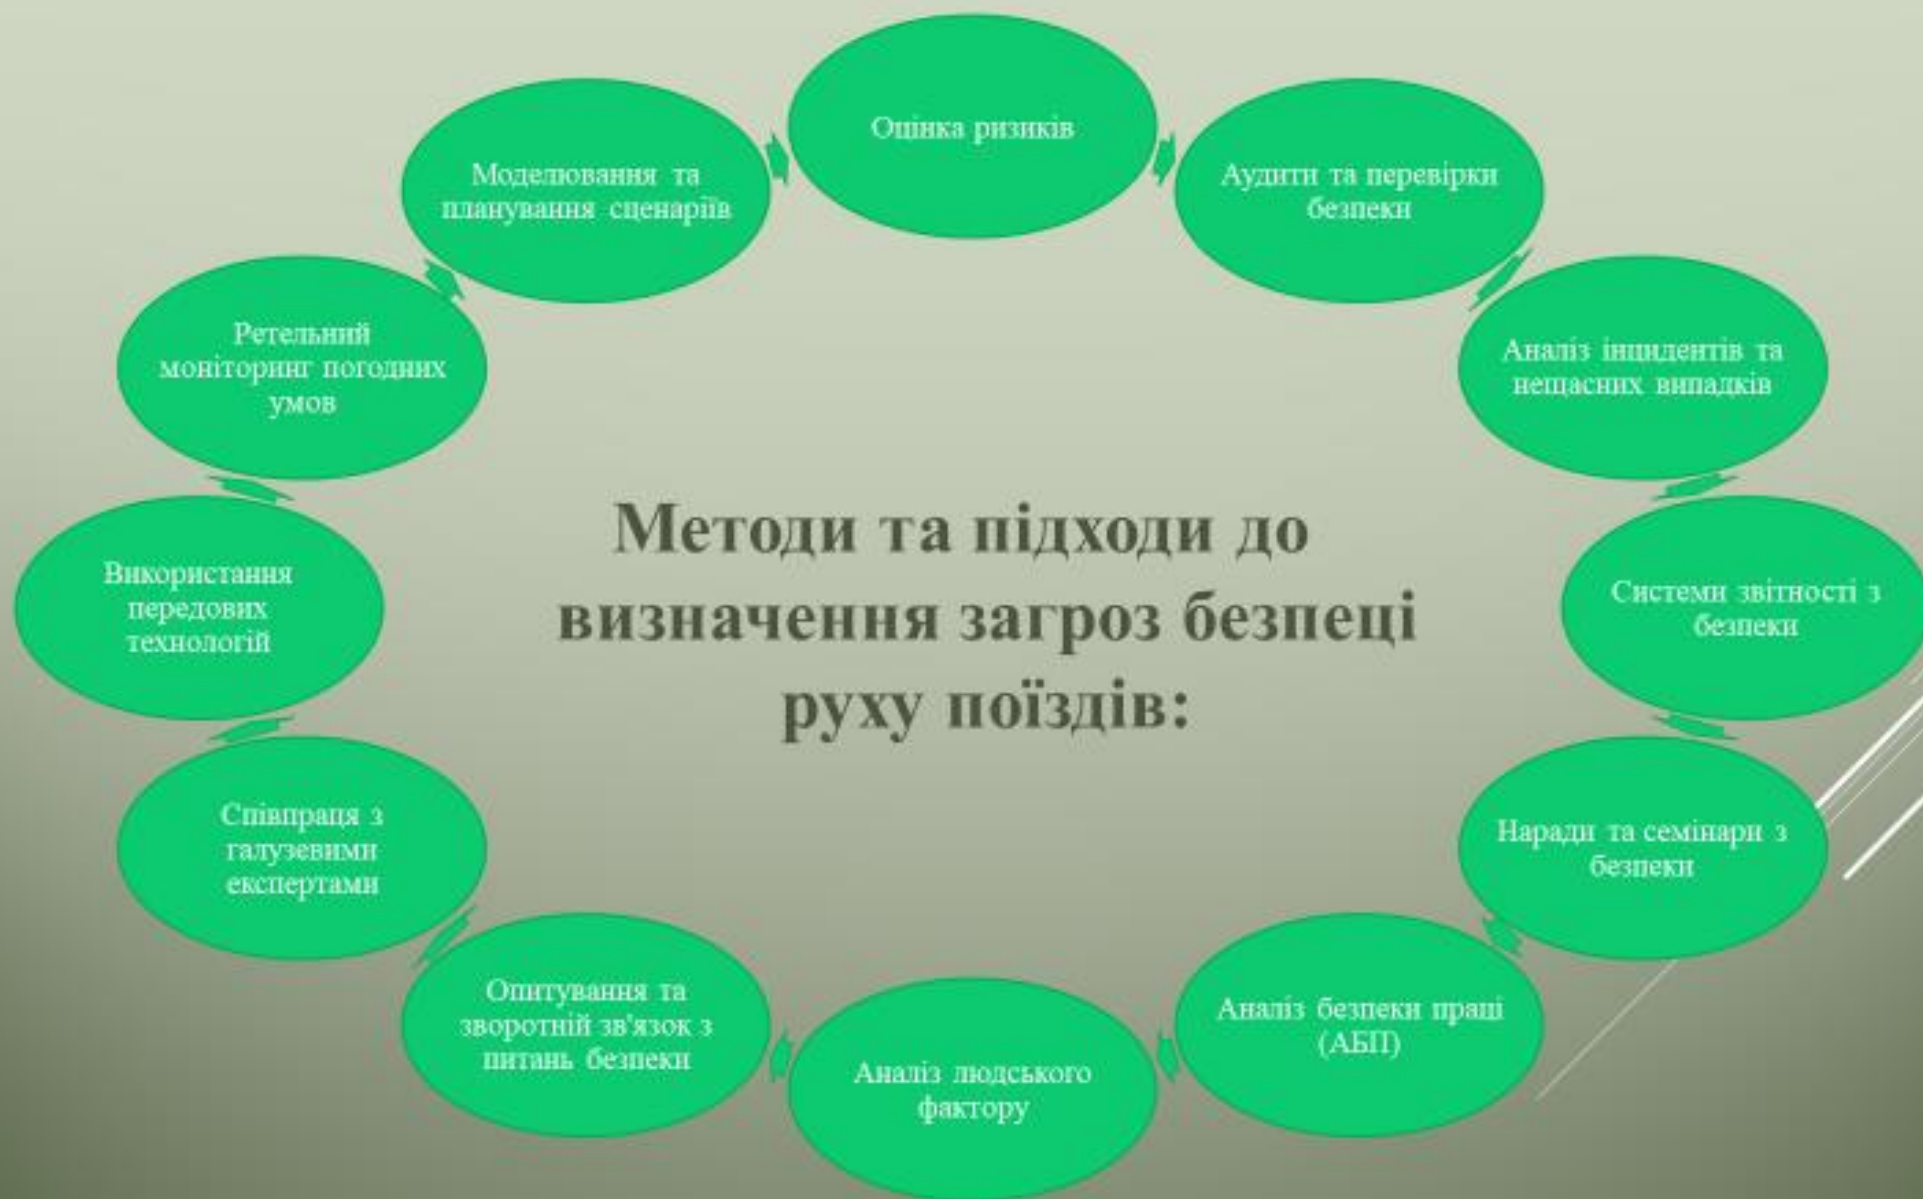 Оцінка ризиків
Аудити та перевірки
безпеки
Аналіз інцидентів та
нещасних випадків
Системи звітності з
безпеки
Наради та семінари з
безпеки
Аналіз безпеки праці
(АБП)
Аналіз людського
фактору
Опитування та
зворотній зв'язок з
питань безпеки
Співпраця з
галузевими
експертами
Використання
передових
технологій
Ретельний
моніторинг погодних
умов
Моделювання та
планування сценаріїв
Методи та підходи до
визначення загроз безпеці
руху поїздів: